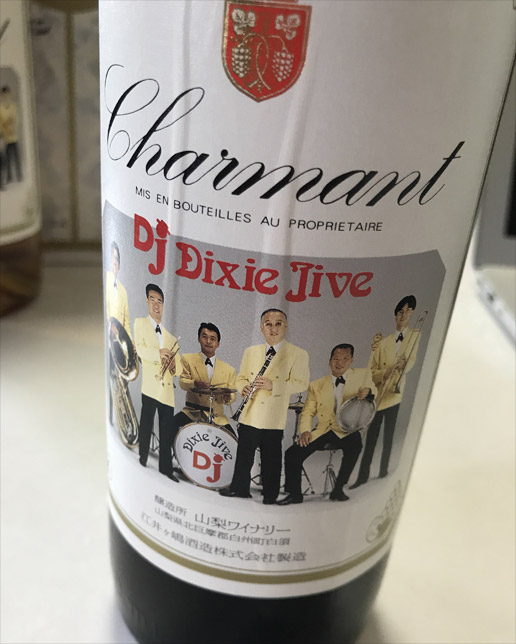 Charmant
MIS EN BOUTEILLES AU PROPRIETAIRE
Dj Dixie Jive
Dixie Jive
Dj
醸造所 山梨ワイナリー
山梨県北巨摩郡白州町白須
江井ヶ嶋酒造株式会社製造